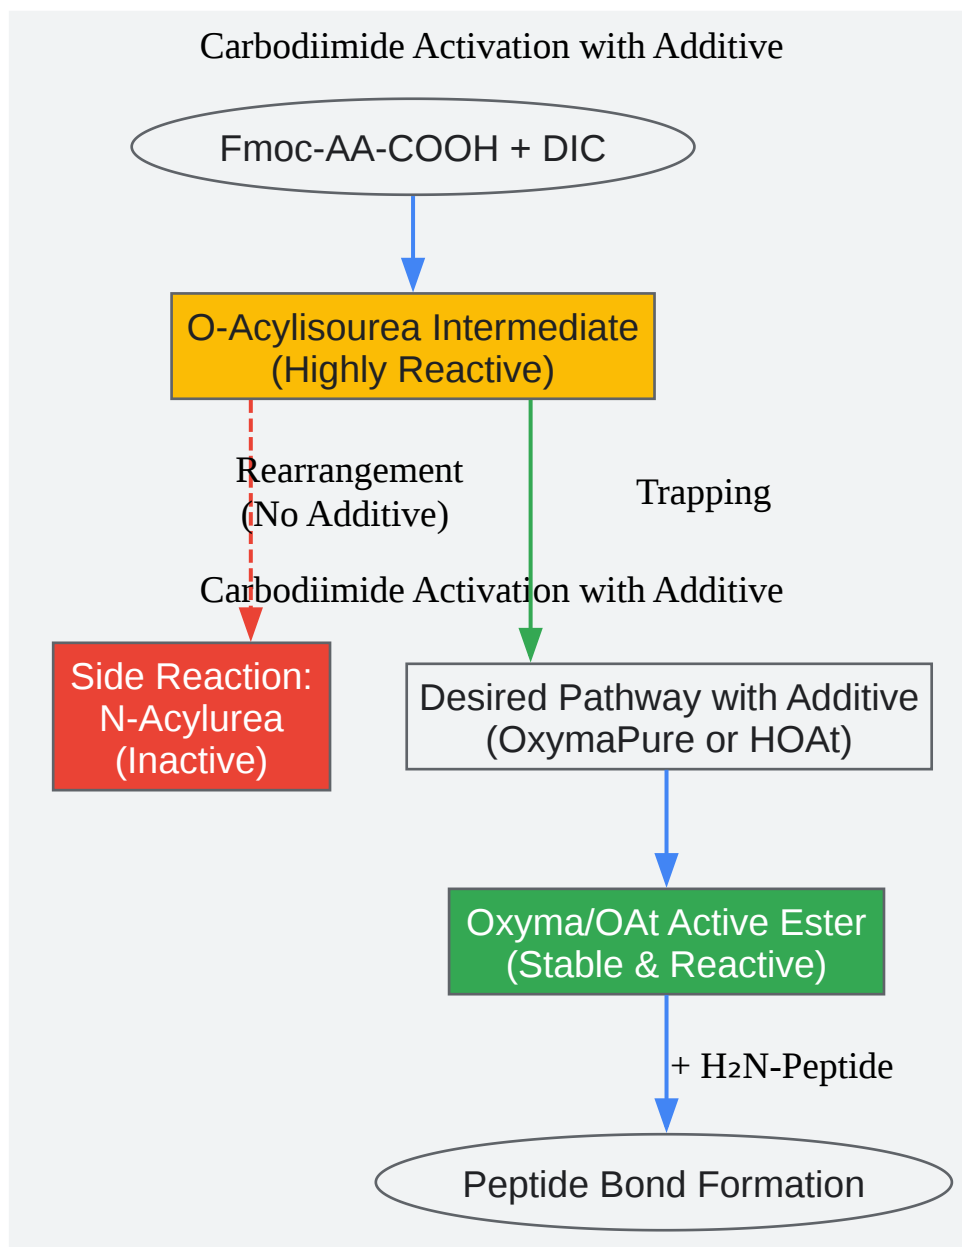 Carbodiimide Activation with Additive
Fmoc-AA-COOH + DIC
O-Acylisourea Intermediate
(Highly Reactive)
Rearrangement
(No Additive)
Trapping
Carbodiimide Activation with Additive
Side Reaction:
N-Acylurea
(Inactive)
Desired Pathway with Additive
(OxymaPure or HOAt)
Oxyma/OAt Active Ester
(Stable & Reactive)
+ H₂N-Peptide
Peptide Bond Formation